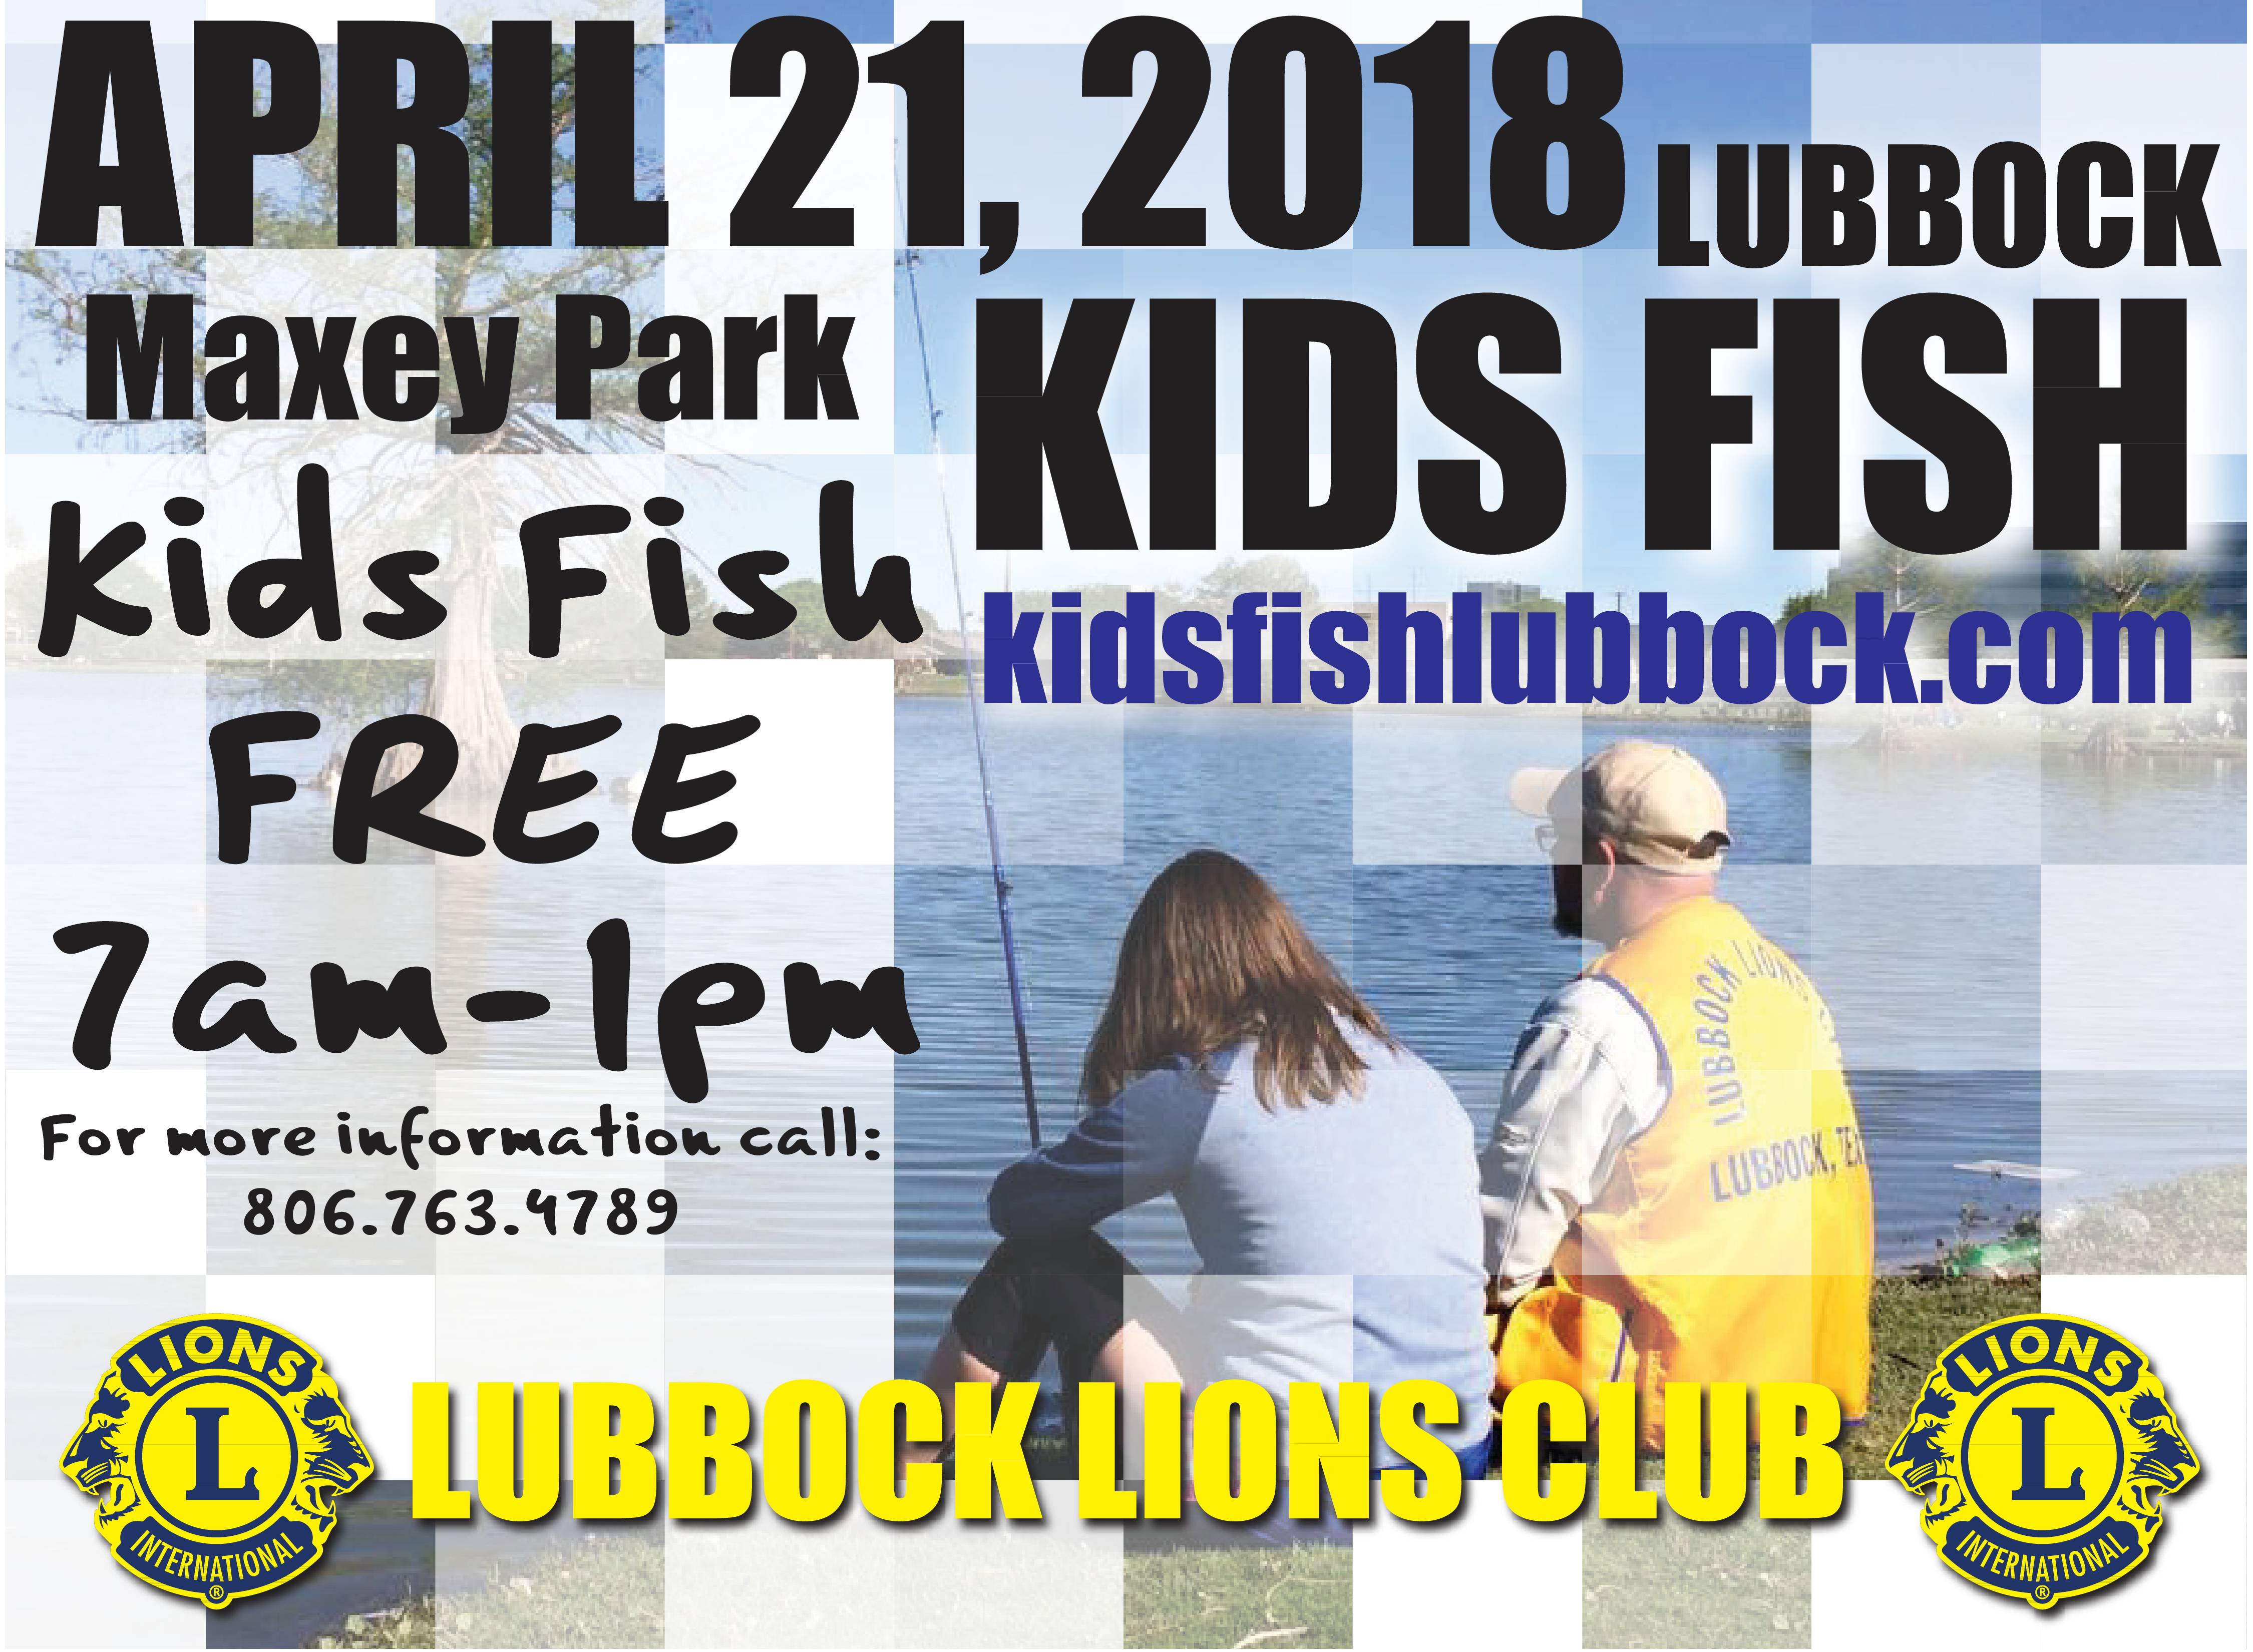 APRIL 21, 2018
LUBBOCK
KIDS FISH
kidsfishlubbock.com
Maxey Park
Kids Fish
FREE
7am-1pm
For more information call:
806.763.4789
LUBBOCK LIONS
LUBBOCK, TEX
LIONS
L
INTERNATIONAL
®
LUBBOCK LIONS CLUB
LIONS
L
INTERNATIONAL
®